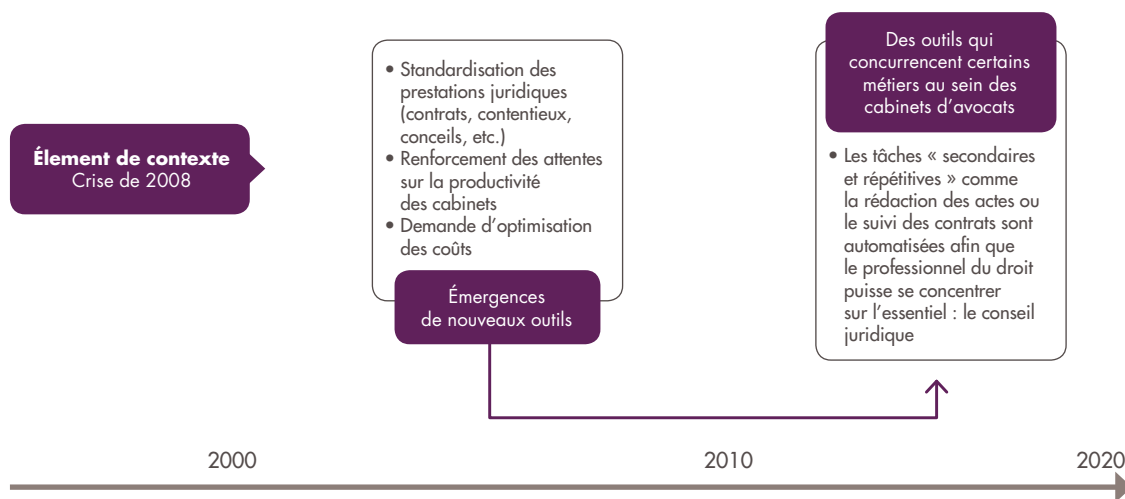 Élement de contexte
Crise de 2008
• Standardisation des
prestations juridiques
(contrats, contentieux,
conceils, etc.)
• Renforcement des attentes
sur la productivité
des cabinets
• Demande d’optimisation
des coûts
Émergences
de nouveaux outils
Des outils qui
concurrencent certains
métiers au sein des
cabinets d’avocats
• Les tâches « secondaires
et répétitives » comme
la rédaction des actes ou
le suivi des contrats sont
automatisées afin que
le professionnel du droit
puisse se concentrer
sur l’essentiel : le conseil
juridique
2000
2010
2020